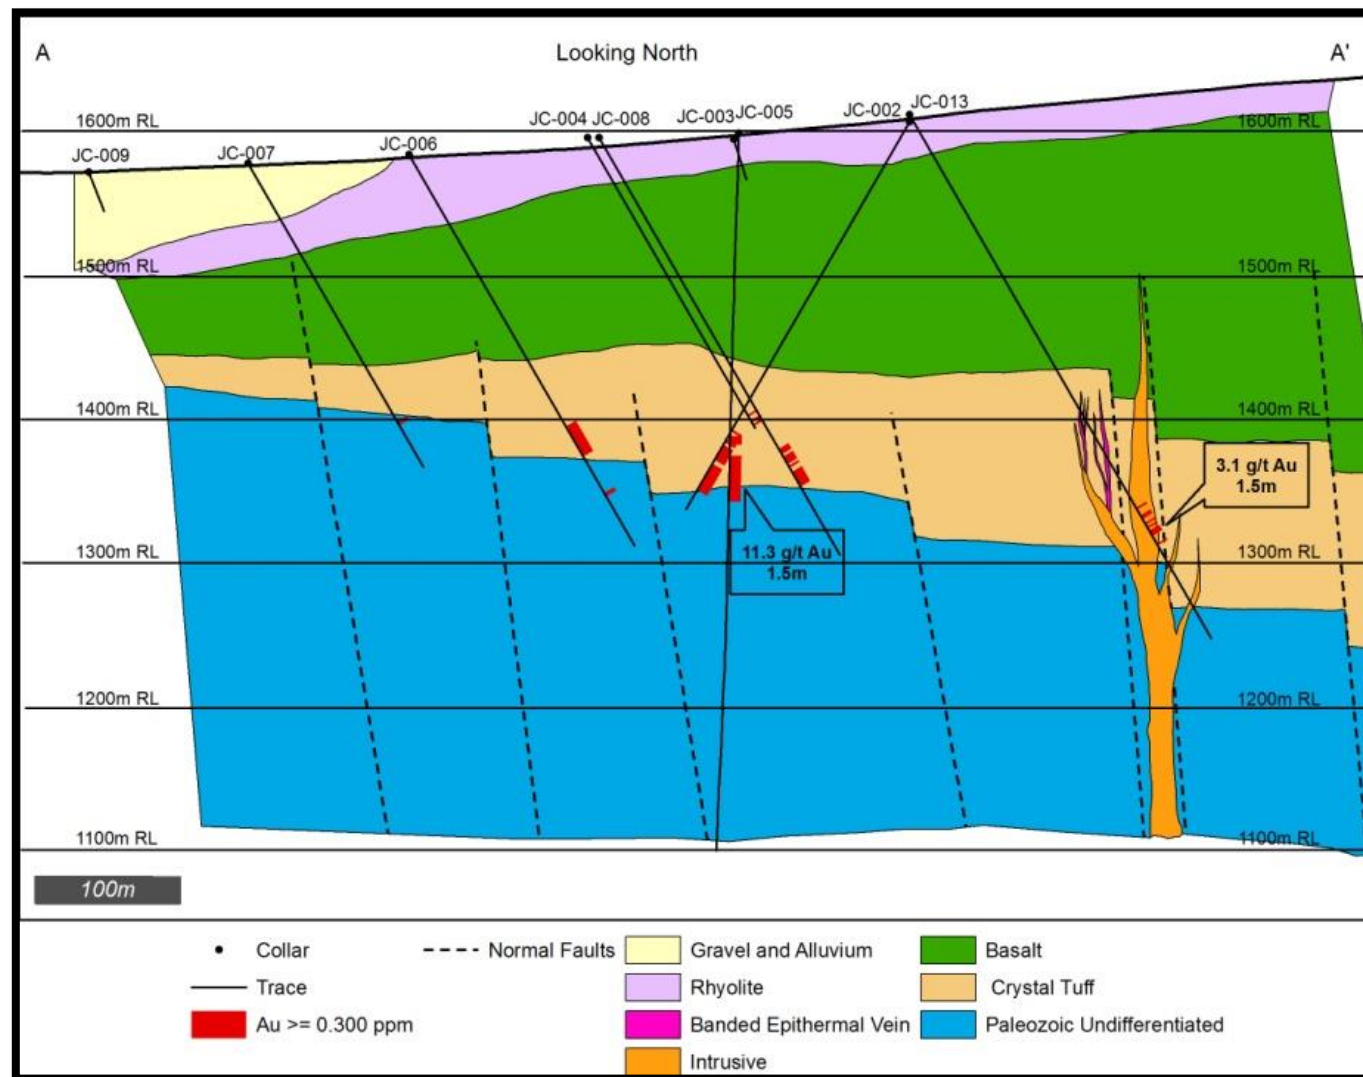 A
Looking North
A'
JC-009
JC-007
JC-006
JC-004
JC-008
JC-003
JC-005
JC-002
JC-013
1600m RL
1600m RL
1500m RL
1500m RL
1400m RL
1400m RL
3.1 g/t Au
1.5m
11.3 g/t Au
1.5m
1300m RL
1300m RL
1200m RL
1200m RL
1100m RL
1100m RL
100m
Collar
Trace
Au >= 0.300 ppm
Normal Faults
Gravel and Alluvium
Rhyolite
Banded Epithermal Vein
Intrusive
Basalt
Crystal Tuff
Paleozoic Undifferentiated